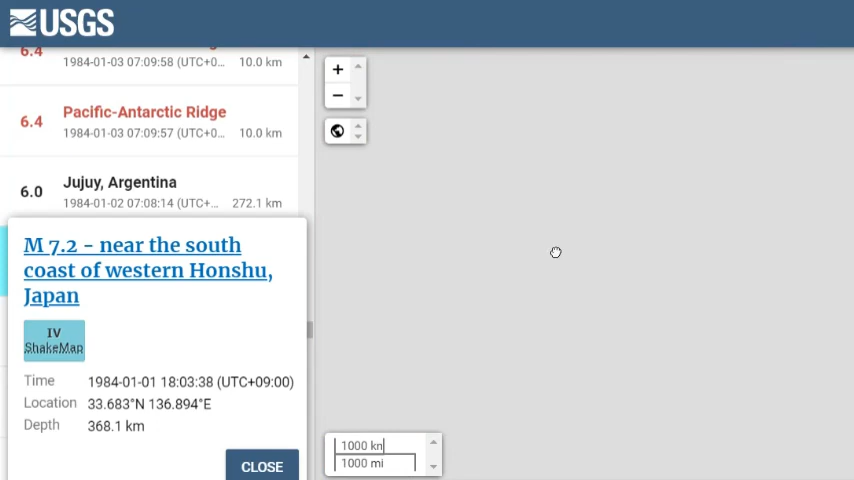 USGS
6.4
1984-01-03 07:09:58 (UTC+0... 10.0 km
6.4 Pacific-Antarctic Ridge
1984-01-03 07:09:57 (UTC+0... 10.0 km
6.0 Jujuy, Argentina
1984-01-02 07:08:14 (UTC+... 272.1 km
M 7.2 - near the south
coast of western Honshu,
Japan
IV
ShakeMap
Time 1984-01-01 18:03:38 (UTC+09:00)
Location 33.683°N 136.894°E
Depth 368.1 km
CLOSE
+
−
1000 km
1000 mi